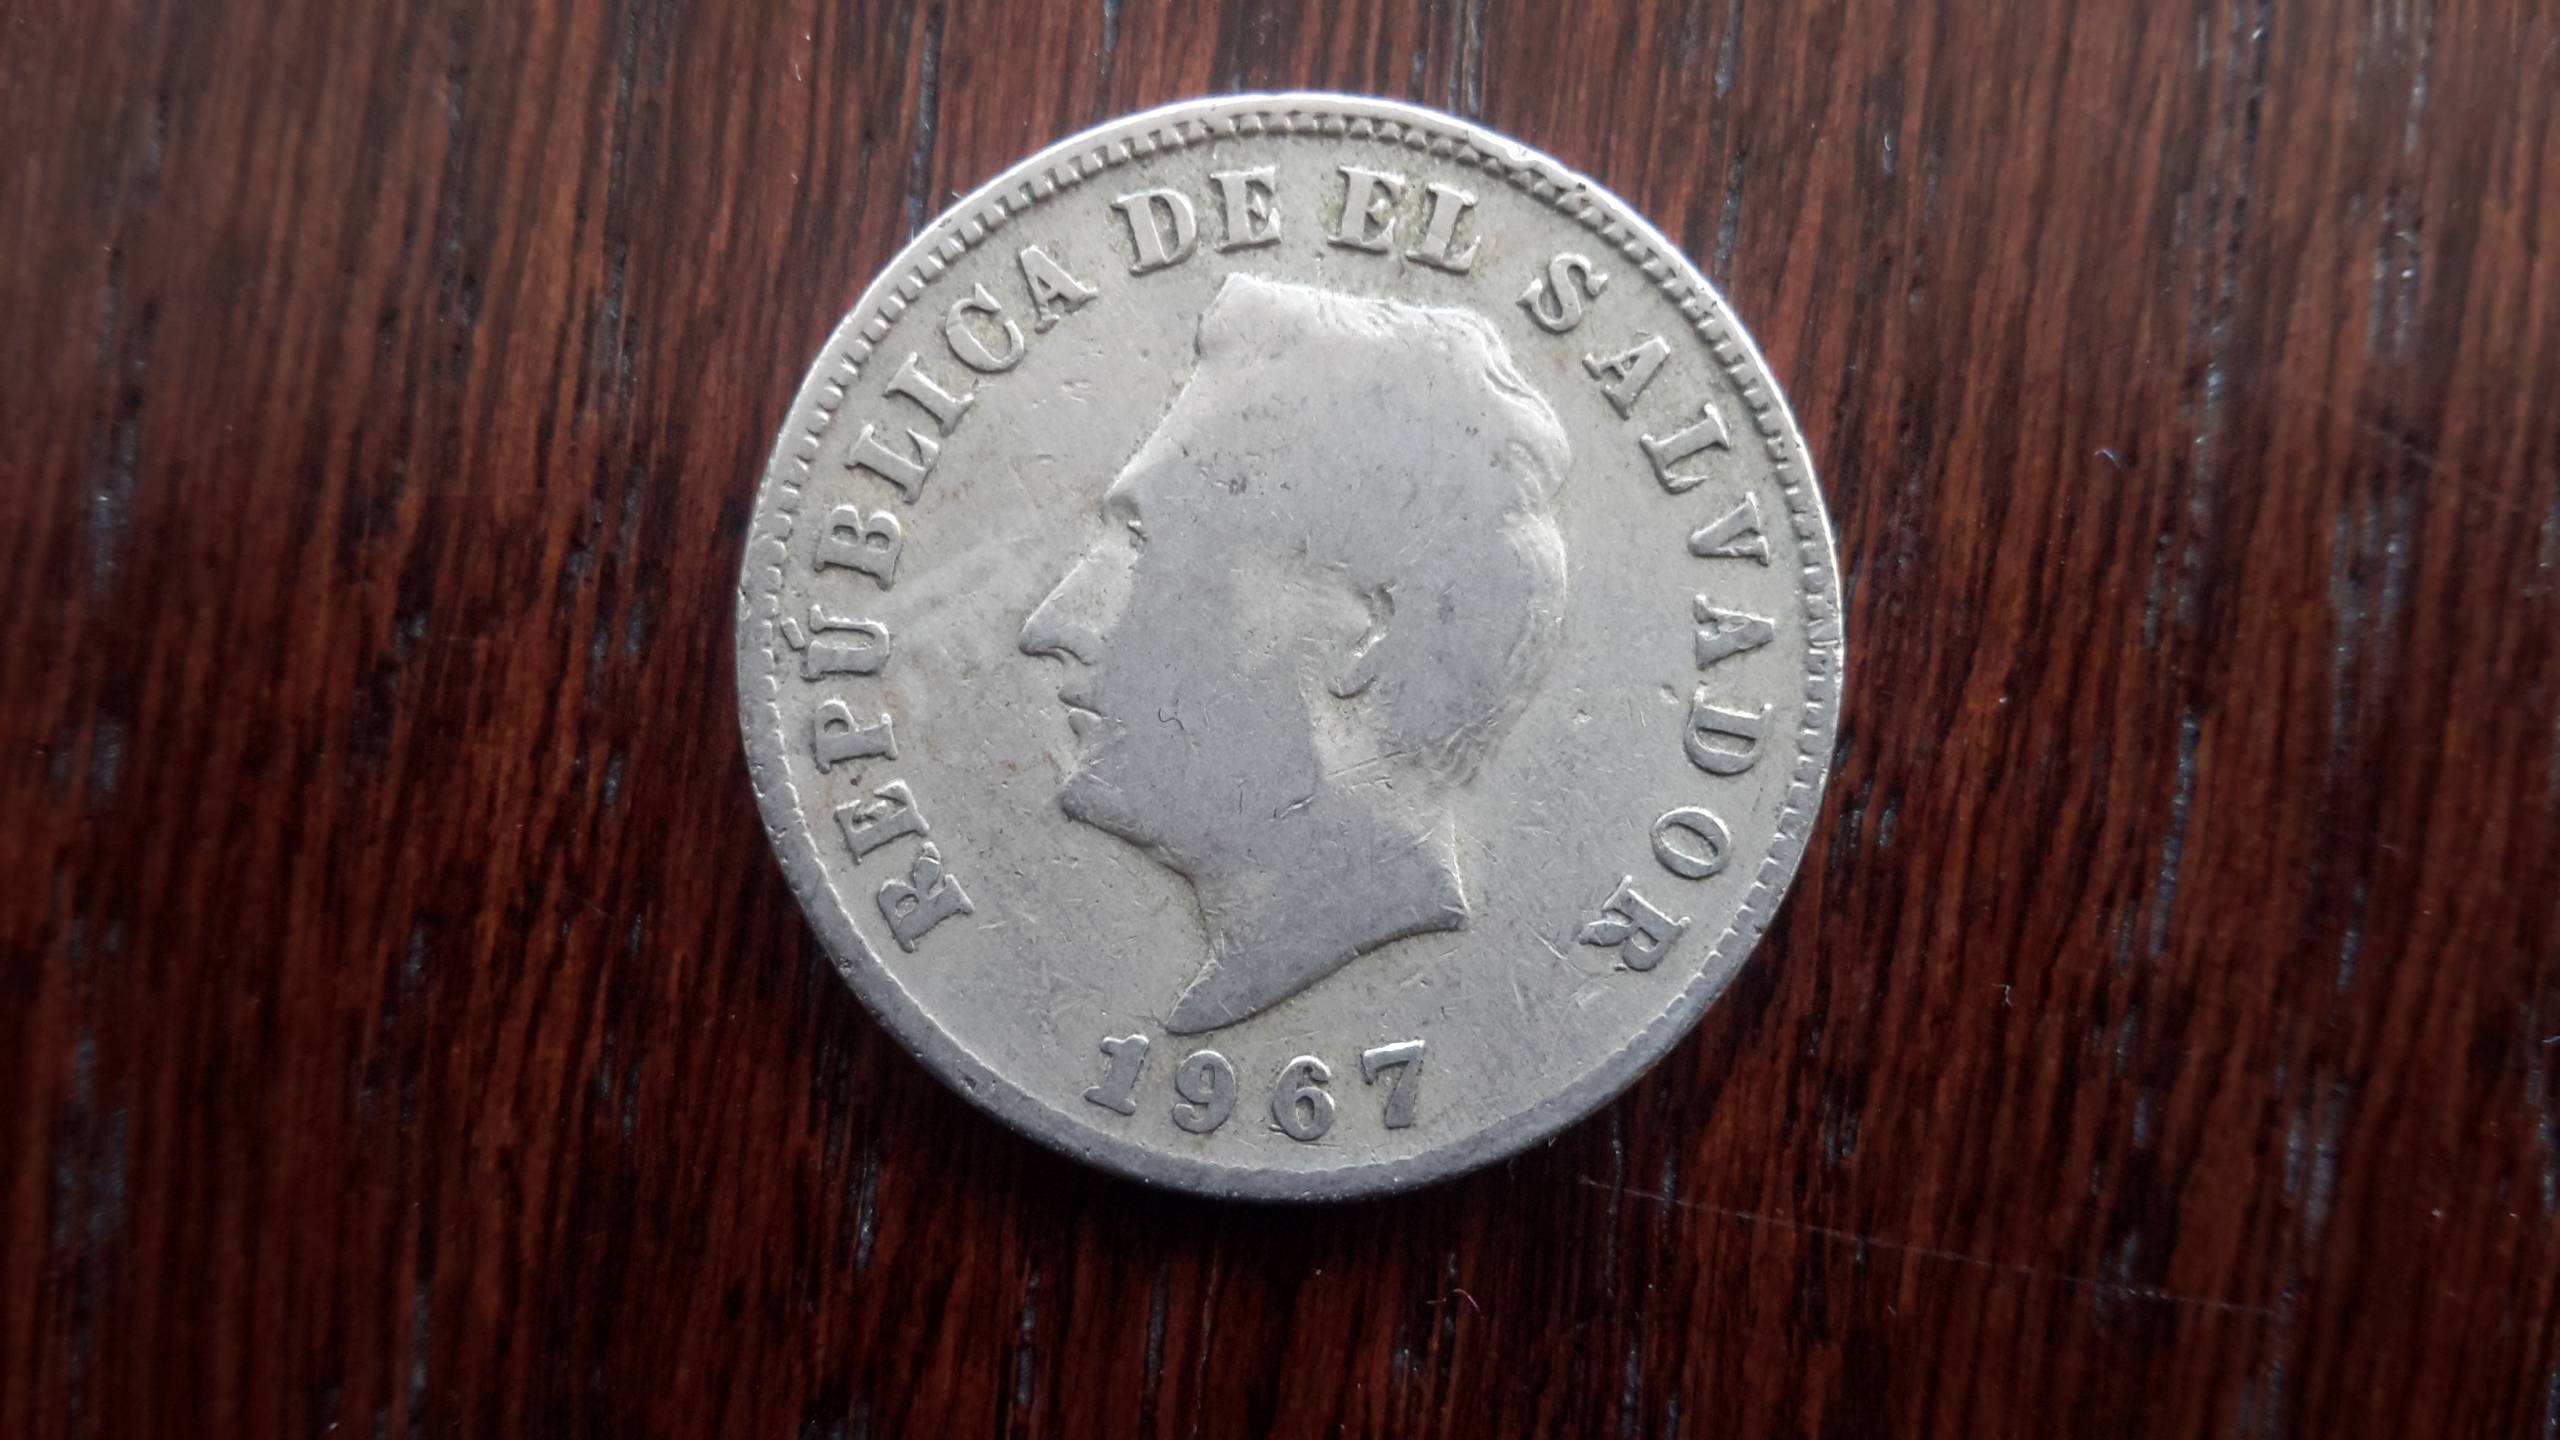 REPÚBLICA DE EL SALVADOR
1967